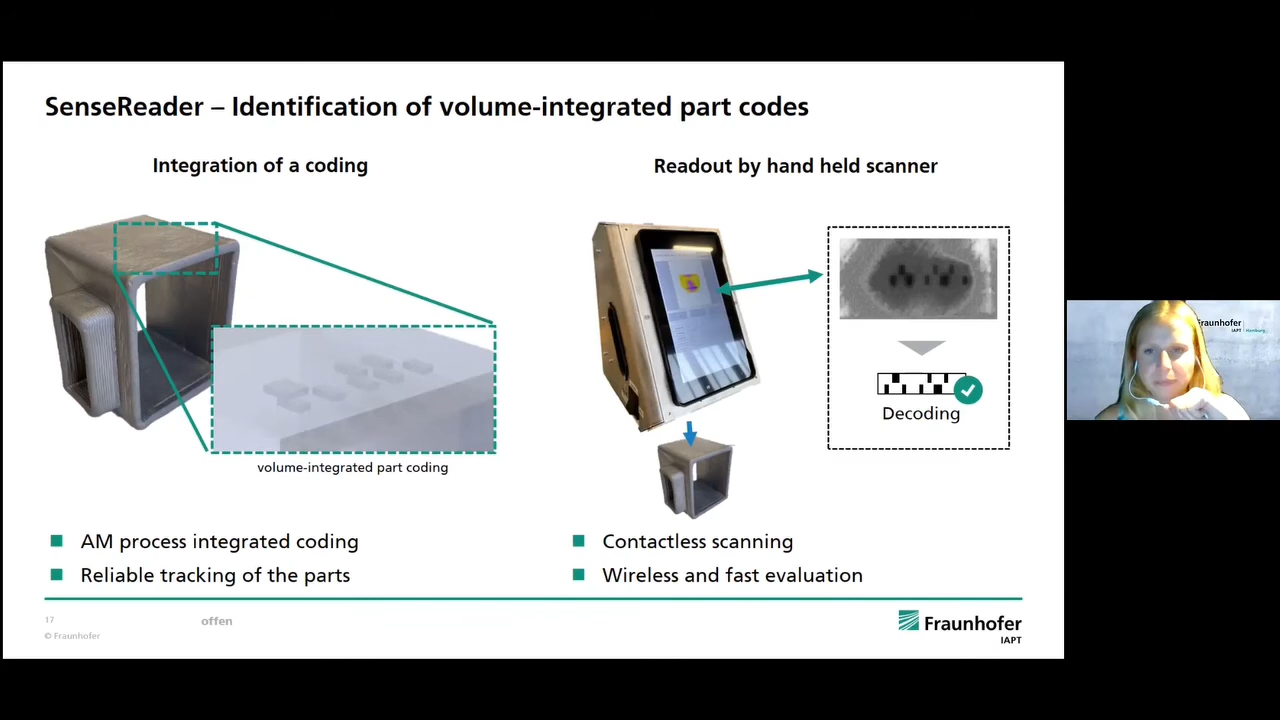 SenseReader – Identification of volume-integrated part codes
Integration of a coding
Readout by hand held scanner
volume-integrated part coding
Decoding
AM process integrated coding
Reliable tracking of the parts
Contactless scanning
Wireless and fast evaluation
17
offen
© Fraunhofer
Fraunhofer
IAPT
Fraunhofer
IAPT | Hamburg